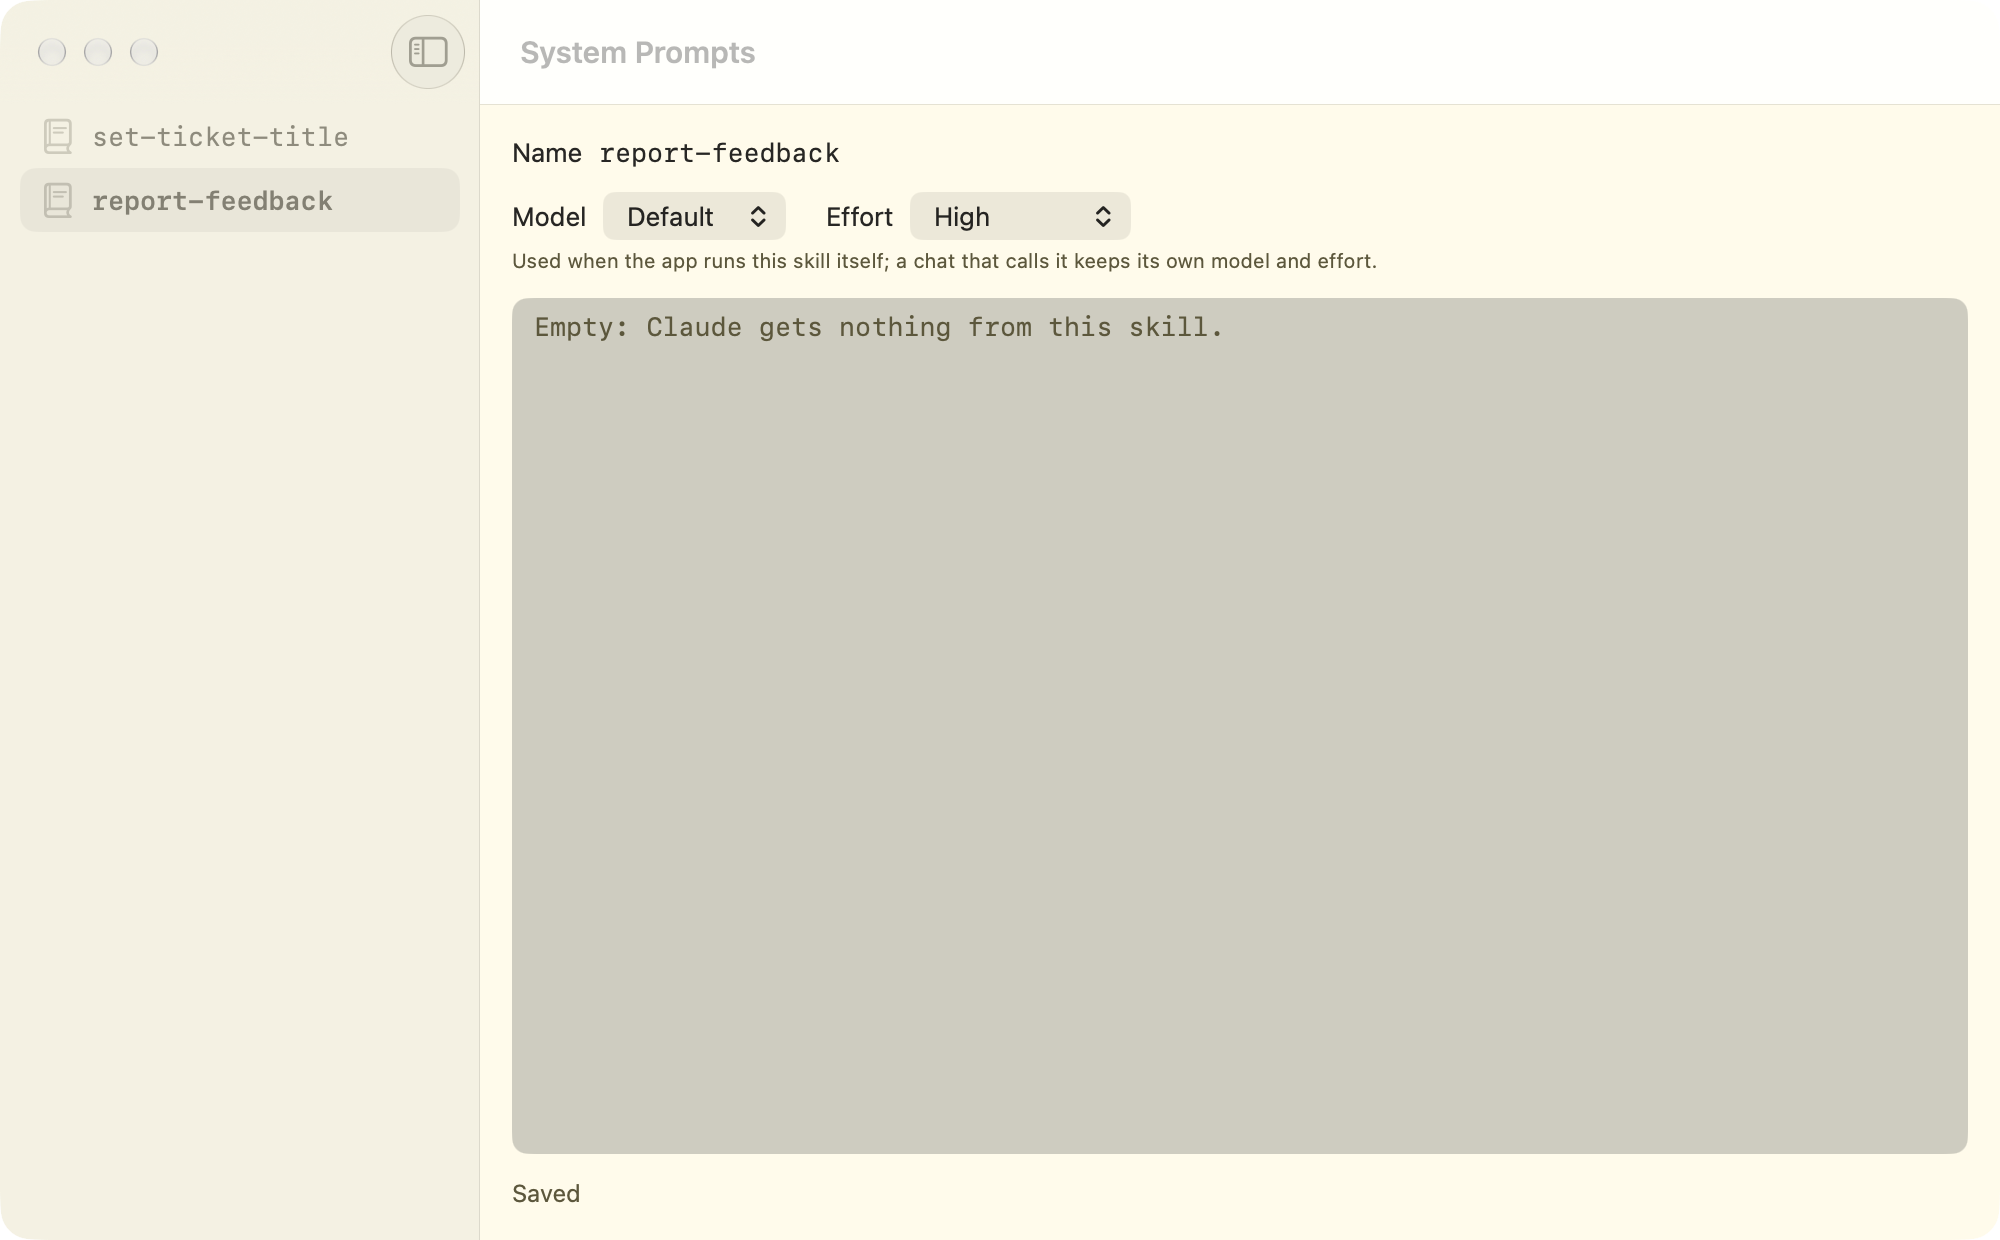 System Prompts
set-ticket-title
report-feedback
Name report-feedback
Model Default Effort High
Used when the app runs this skill itself; a chat that calls it keeps its own model and effort.
Empty: Claude gets nothing from this skill.
Saved